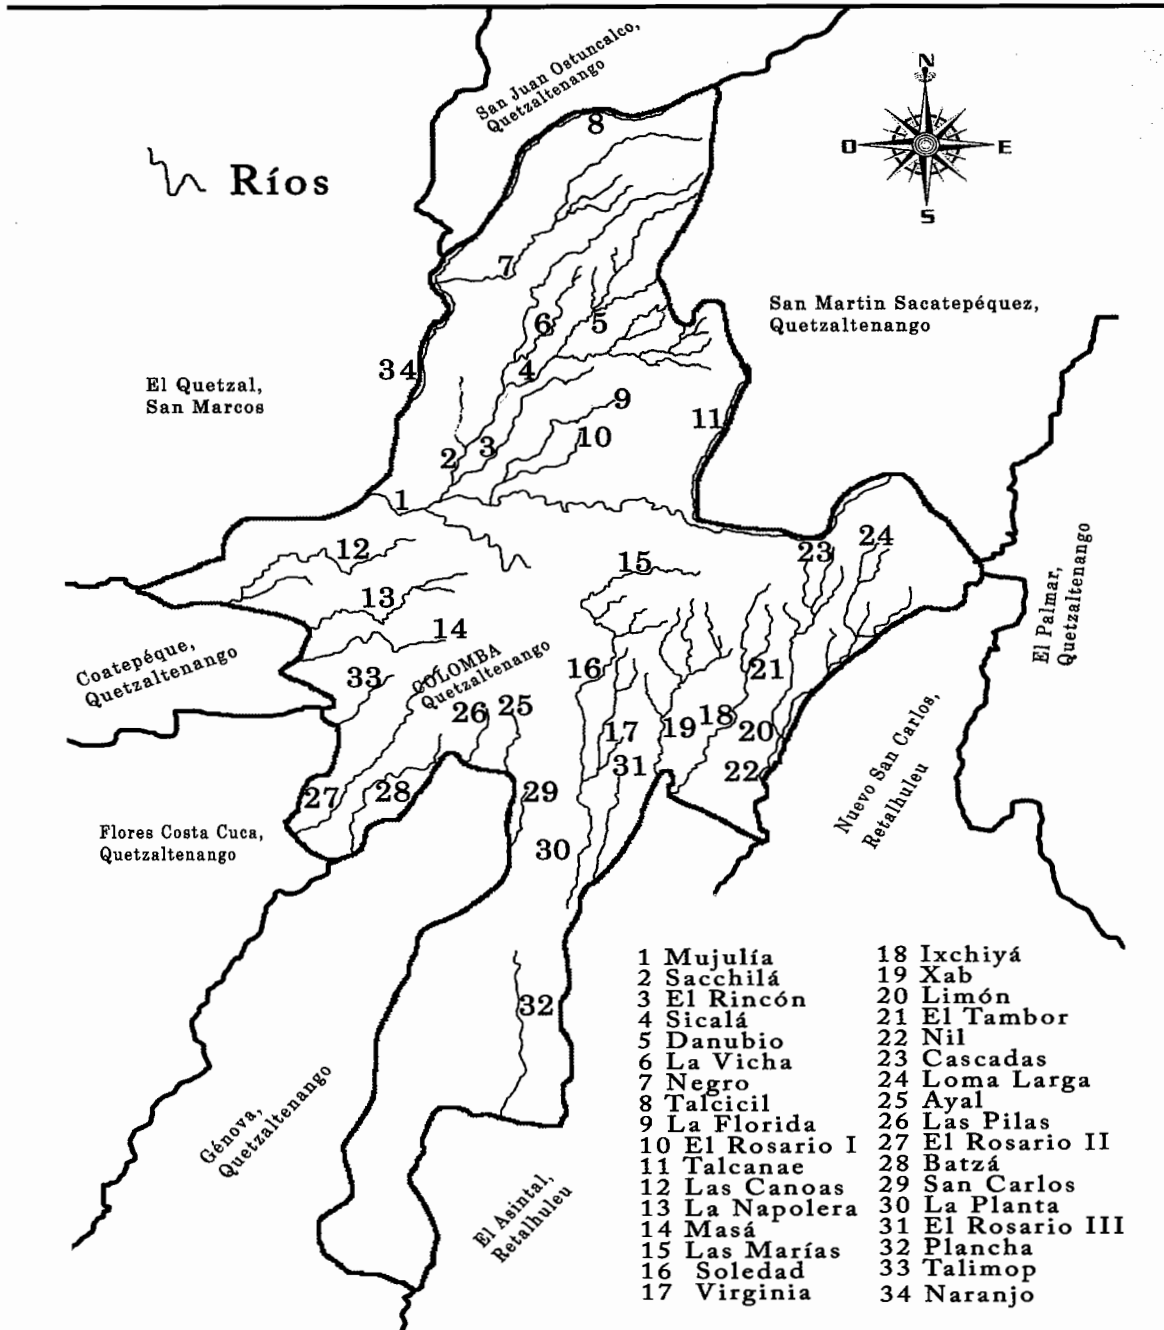 San Juan Ostuncalco,
Quetzaltenango
N
O
E
S
Ríos
8
7
San Martin Sacatepéquez,
Quetzaltenango
6
5
34
4
El Quetzal,
San Marcos
9
11
10
3
2
1
12
15
23
24
13
14
El Palmar,
Quetzaltenango
Coatepéque,
Quetzaltenango
33
COLOMBA
Quetzaltenango
16
21
26
25
17
19
18
20
31
22
Nuevo San Carlos,
Retalhuleu
27
28
29
30
Flores Costa Cuca,
Quetzaltenango
32
Génova,
Quetzaltenango
El Asintal,
Retalhuleu
1 Mujulía
2 Sacchilá
3 El Rincón
4 Sicalá
5 Danubio
6 La Vicha
7 Negro
8 Talcicil
9 La Florida
10 El Rosario I
11 Talcanae
12 Las Canoas
13 La Napolera
14 Masá
15 Las Marías
16 Soledad
17 Virginia
18 Ixchiyá
19 Xab
20 Limón
21 El Tambor
22 Nil
23 Cascadas
24 Loma Larga
25 Ayal
26 Las Pilas
27 El Rosario II
28 Batzá
29 San Carlos
30 La Planta
31 El Rosario III
32 Plancha
33 Talimop
34 Naranjo